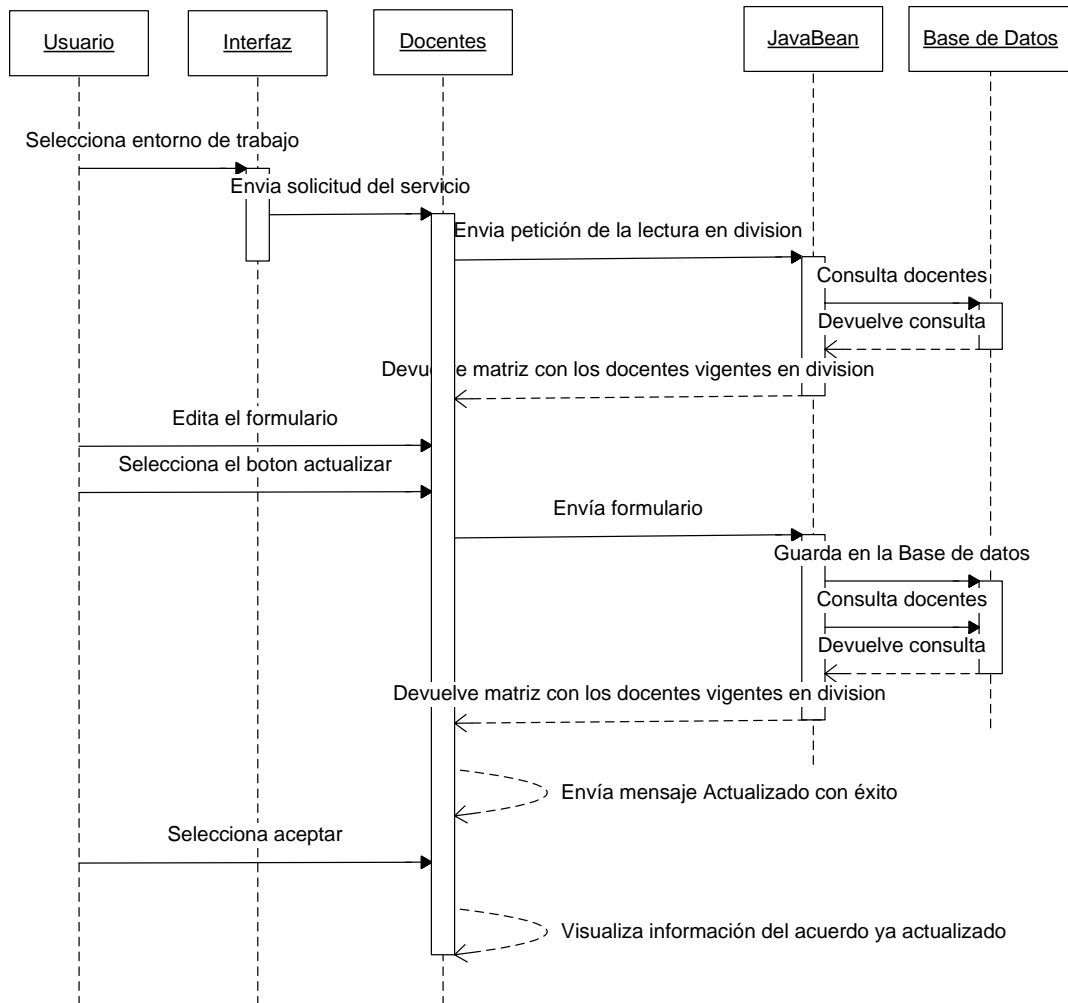 Usuario
Interfaz
Docentes
JavaBean
Base de Datos
Selecciona entorno de trabajo
Envia solicitud del servicio
Envia petición de la lectura en division
Consulta docentes
Devuelve consulta
Devuelve matriz con los docentes vigentes en division
Edita el formulario
Selecciona el boton actualizar
Envía formulario
Guarda en la Base de datos
Consulta docentes
Devuelve consulta
Devuelve matriz con los docentes vigentes en division
Envía mensaje Actualizado con éxito
Selecciona aceptar
Visualiza información del acuerdo ya actualizado